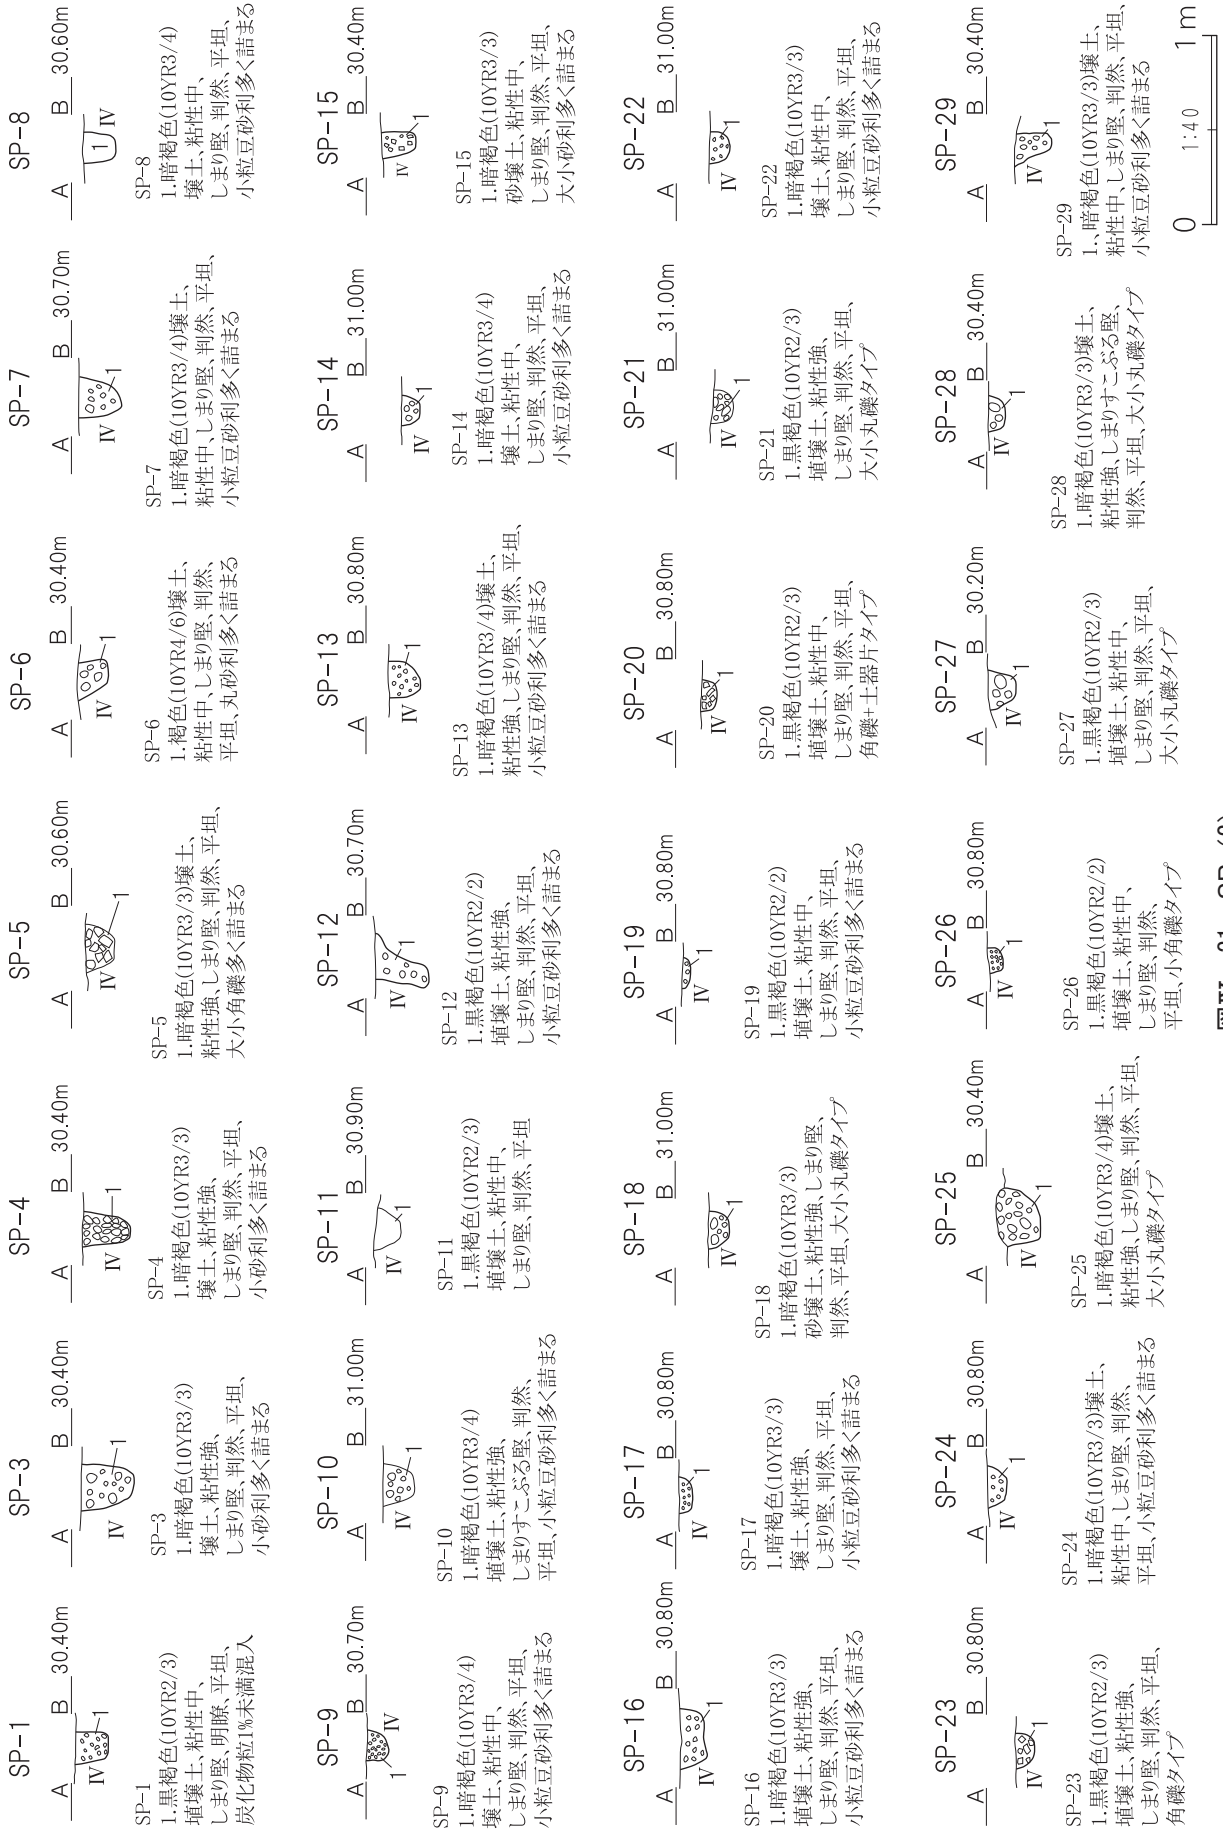 SP-1
A
B 30.40m
IV
1
SP-1
1.黒褐色(10YR2/3)
埴壌土、粘性中、
しまり堅、明瞭、平坦、
炭化物粒1%未満混入
SP-3
A
B 30.40m
IV
1
SP-3
1.暗褐色(10YR3/3)
壌土、粘性強、
しまり堅、判然、平坦、
小砂利多く詰まる
SP-4
A
B 30.40m
IV
1
SP-4
1.暗褐色(10YR3/3)
壌土、粘性強、
しまり堅、判然、平坦、
小砂利多く詰まる
SP-5
A
B 30.60m
IV
1
SP-5
1.暗褐色(10YR3/3)壌土、
粘性強、しまり堅、判然、平坦、
大小角礫多く詰まる
SP-6
A
B 30.40m
IV
1
SP-6
1.褐色(10YR4/6)壌土、
粘性中、しまり堅、判然、
平坦、丸砂利多く詰まる
SP-7
A
B 30.70m
IV
1
SP-7
1.暗褐色(10YR3/4)壌土、
粘性中、しまり堅、判然、平坦、
小粒豆砂利多く詰まる
SP-8
A
B 30.60m
1
IV
SP-8
1.暗褐色(10YR3/4)
壌土、粘性中、
しまり堅、判然、平坦、
小粒豆砂利多く詰まる
SP-9
A
B 30.70m
1
IV
SP-9
1.暗褐色(10YR3/4)
壌土、粘性中、
しまり堅、判然、平坦、
小粒豆砂利多く詰まる
SP-10
A
B 31.00m
IV
1
SP-10
1.暗褐色(10YR3/4)
埴壌土、粘性強、
しまりすこぶる堅、判然、
平坦、小粒豆砂利多く詰まる
SP-11
A
B 30.90m
IV
1
SP-11
1.黒褐色(10YR2/3)
埴壌土、粘性中、
しまり堅、判然、平坦
SP-12
A
B 30.70m
IV
1
SP-12
1.黒褐色(10YR2/2)
埴壌土、粘性強、
しまり堅、判然、平坦、
小粒豆砂利多く詰まる
SP-13
A
B 30.80m
IV
1
SP-13
1.暗褐色(10YR3/4)壌土、
粘性強、しまり堅、判然、平坦、
小粒豆砂利多く詰まる
SP-14
A
B 31.00m
IV
1
SP-14
1.暗褐色(10YR3/4)
壌土、粘性中、
しまり堅、判然、平坦、
小粒豆砂利多く詰まる
SP-15
A
B 30.40m
IV
1
SP-15
1.暗褐色(10YR3/3)
砂壌土、粘性中、
しまり堅、判然、平坦、
大小砂利多く詰まる
SP-16
A
B 30.80m
IV
1
SP-16
1.暗褐色(10YR3/3)
埴壌土、粘性強、
しまり堅、判然、平坦、
小粒豆砂利多く詰まる
SP-17
A
B 30.80m
IV
1
SP-17
1.暗褐色(10YR3/3)
壌土、粘性強、
しまり堅、判然、平坦、
小粒豆砂利多く詰まる
SP-18
A
B 31.00m
IV
1
SP-18
1.暗褐色(10YR3/3)
砂壌土、粘性強、しまり堅、
判然、平坦、大小丸礫タイプ
SP-19
A
B 30.80m
IV
1
SP-19
1.黒褐色(10YR2/2)
埴壌土、粘性中、
しまり堅、判然、平坦、
小粒豆砂利多く詰まる
SP-20
A
B 30.80m
IV
1
SP-20
1.黒褐色(10YR2/3)
埴壌土、粘性中、
しまり堅、判然、平坦、
角礫+土器片タイプ
SP-21
A
B 31.00m
IV
1
SP-21
1.黒褐色(10YR2/3)
埴壌土、粘性強、
しまり堅、判然、平坦、
大小丸礫タイプ
SP-22
A
B 31.00m
IV
1
SP-22
1.暗褐色(10YR3/3)
壌土、粘性中、
しまり堅、判然、平坦、
小粒豆砂利多く詰まる
SP-23
A
B 30.80m
IV
1
SP-23
1.黒褐色(10YR2/3)
埴壌土、粘性強、
しまり堅、判然、平坦、
角礫タイプ
SP-24
A
B 30.80m
IV
1
SP-24
1.暗褐色(10YR3/3)壌土、
粘性中、しまり堅、判然、
平坦、小粒豆砂利多く詰まる
SP-25
A
B 30.40m
IV
1
SP-25
1.暗褐色(10YR3/4)壌土、
粘性強、しまり堅、判然、平坦、
大小丸礫タイプ
SP-26
A
B 30.80m
IV
1
SP-26
1.黒褐色(10YR2/2)
埴壌土、粘性中、
しまり堅、判然、
平坦、小角礫タイプ
SP-27
A
B 30.20m
IV
1
SP-27
1.黒褐色(10YR2/3)
埴壌土、粘性中、
しまり堅、判然、平坦、
大小丸礫タイプ
SP-28
A
B 30.40m
IV
1
SP-28
1.暗褐色(10YR3/3)壌土、
粘性強、しまりすこぶる堅、
判然、平坦、大小丸礫タイプ
SP-29
A
B 30.40m
IV
1
SP-29
1.、暗褐色(10YR3/3)壌土、
粘性中、しまり堅、判然、平坦、
小粒豆砂利多く詰まる
0 1:40 1m